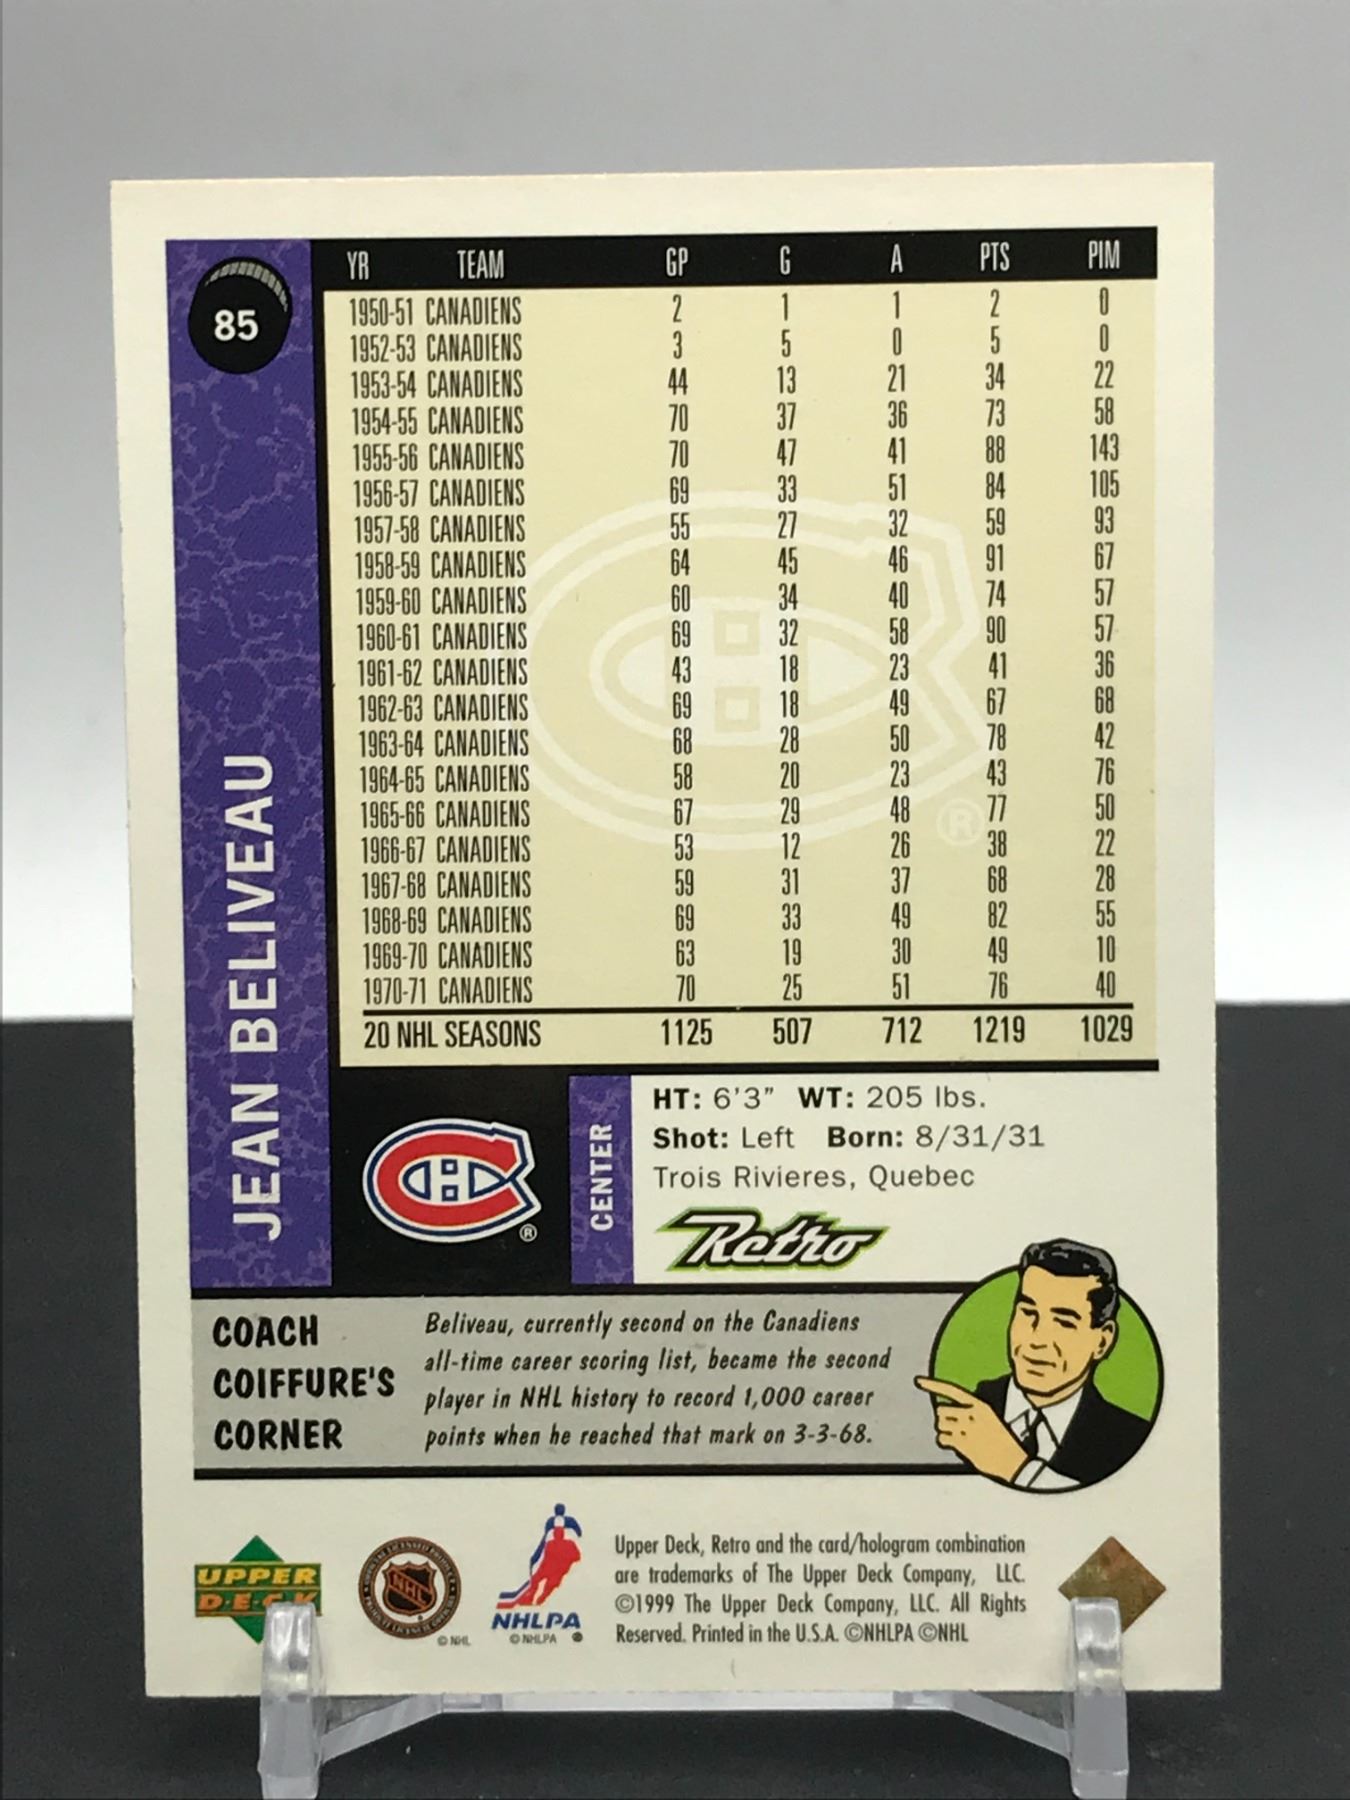 85
JEAN BELIVEAU
YR TEAM GP G A PTS PIM
1950-51 CANADIENS 2 1 1 2 0
1952-53 CANADIENS 3 5 0 5 0
1953-54 CANADIENS 44 13 21 34 22
1954-55 CANADIENS 70 37 36 73 58
1955-56 CANADIENS 70 47 41 88 143
1956-57 CANADIENS 69 33 51 84 105
1957-58 CANADIENS 55 27 32 59 93
1958-59 CANADIENS 64 45 46 91 67
1959-60 CANADIENS 60 34 40 74 57
1960-61 CANADIENS 69 32 58 90 57
1961-62 CANADIENS 43 18 23 41 36
1962-63 CANADIENS 69 18 49 67 68
1963-64 CANADIENS 68 28 50 78 42
1964-65 CANADIENS 58 20 23 43 76
1965-66 CANADIENS 67 29 48 77 50
1966-67 CANADIENS 53 12 26 38 22
1967-68 CANADIENS 59 31 37 68 28
1968-69 CANADIENS 69 33 49 82 55
1969-70 CANADIENS 63 19 30 49 10
1970-71 CANADIENS 70 25 51 76 40
20 NHL SEASONS 1125 507 712 1219 1029
®
CH
®
CENTER
HT: 6'3" WT: 205 lbs.
Shot: Left Born: 8/31/31
Trois Rivieres, Quebec
Retro
COACH
COIFFURE'S
CORNER
Beliveau, currently second on the Canadiens
all-time career scoring list, became the second
player in NHL history to record 1,000 career
points when he reached that mark on 3-3-68.
UPPER
DECK
NHL
© NHL
NHLPA
© NHLPA
Upper Deck, Retro and the card/hologram combination
are trademarks of The Upper Deck Company, LLC.
©1999 The Upper Deck Company, LLC. All Rights
Reserved. Printed in the U.S.A. ©NHLPA ©NHL